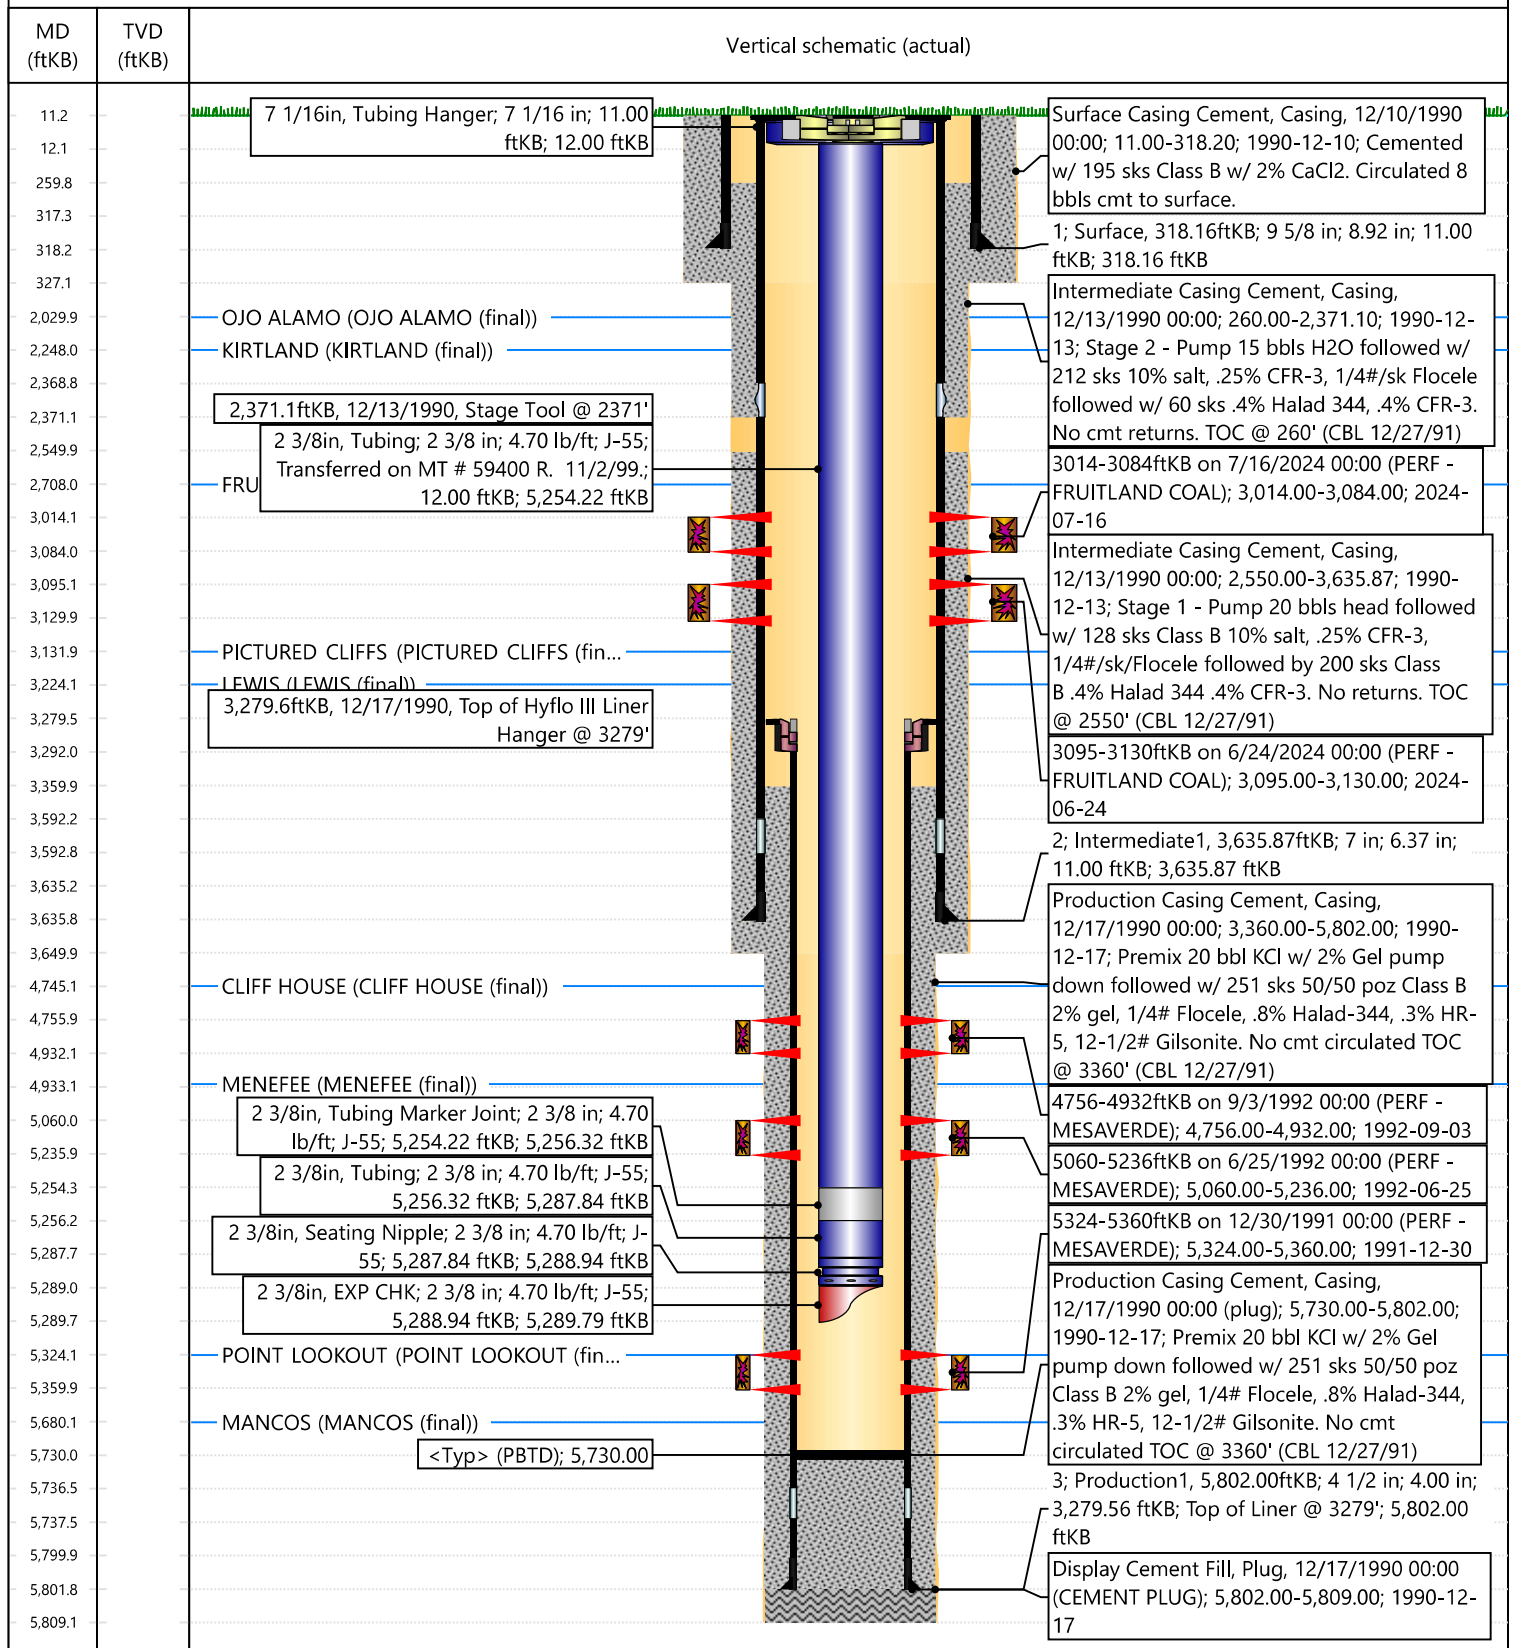 MD
(ftKB)
TVD
(ftKB)
Vertical schematic (actual)
11.2
12.1
259.8
317.3
318.2
327.1
2,029.9
2,248.0
2,368.8
2,371.1
2,549.9
2,708.0
3,014.1
3,084.0
3,095.1
3,129.9
3,131.9
3,224.1
3,279.5
3,292.0
3,359.9
3,592.2
3,592.8
3,635.2
3,635.8
3,649.9
4,745.1
4,755.9
4,932.1
4,933.1
5,060.0
5,235.9
5,254.3
5,256.2
5,287.7
5,289.0
5,289.7
5,324.1
5,359.9
5,680.1
5,730.0
5,736.5
5,737.5
5,799.9
5,801.8
5,809.1
7 1/16in, Tubing Hanger; 7 1/16 in; 11.00
ftKB; 12.00 ftKB
OJO ALAMO (OJO ALAMO (final))
KIRTLAND (KIRTLAND (final))
2,371.1ftKB, 12/13/1990, Stage Tool @ 2371'
2 3/8in, Tubing; 2 3/8 in; 4.70 lb/ft; J-55;
Transferred on MT # 59400 R.  11/2/99.;
12.00 ftKB; 5,254.22 ftKB
FRU
PICTURED CLIFFS (PICTURED CLIFFS (fin...
LEWIS (LEWIS (final))
3,279.6ftKB, 12/17/1990, Top of Hyflo III Liner
Hanger @ 3279'
CLIFF HOUSE (CLIFF HOUSE (final))
MENEFEE (MENEFEE (final))
2 3/8in, Tubing Marker Joint; 2 3/8 in; 4.70
lb/ft; J-55; 5,254.22 ftKB; 5,256.32 ftKB
2 3/8in, Tubing; 2 3/8 in; 4.70 lb/ft; J-55;
5,256.32 ftKB; 5,287.84 ftKB
2 3/8in, Seating Nipple; 2 3/8 in; 4.70 lb/ft; J-
55; 5,287.84 ftKB; 5,288.94 ftKB
2 3/8in, EXP CHK; 2 3/8 in; 4.70 lb/ft; J-55;
5,288.94 ftKB; 5,289.79 ftKB
POINT LOOKOUT (POINT LOOKOUT (fin...
MANCOS (MANCOS (final))
<Typ> (PBTD); 5,730.00
Surface Casing Cement, Casing, 12/10/1990
00:00; 11.00-318.20; 1990-12-10; Cemented
w/ 195 sks Class B w/ 2% CaCl2. Circulated 8
bbls cmt to surface.
1; Surface, 318.16ftKB; 9 5/8 in; 8.92 in; 11.00
ftKB; 318.16 ftKB
Intermediate Casing Cement, Casing,
12/13/1990 00:00; 260.00-2,371.10; 1990-12-
13; Stage 2 - Pump 15 bbls H2O followed w/
212 sks 10% salt, .25% CFR-3, 1/4#/sk Flocele
followed w/ 60 sks .4% Halad 344, .4% CFR-3.
No cmt returns. TOC @ 260' (CBL 12/27/91)
3014-3084ftKB on 7/16/2024 00:00 (PERF -
FRUITLAND COAL); 3,014.00-3,084.00; 2024-
07-16
Intermediate Casing Cement, Casing,
12/13/1990 00:00; 2,550.00-3,635.87; 1990-
12-13; Stage 1 - Pump 20 bbls head followed
w/ 128 sks Class B 10% salt, .25% CFR-3,
1/4#/sk/Flocele followed by 200 sks Class
B .4% Halad 344 .4% CFR-3. No returns. TOC
@ 2550' (CBL 12/27/91)
3095-3130ftKB on 6/24/2024 00:00 (PERF -
FRUITLAND COAL); 3,095.00-3,130.00; 2024-
06-24
2; Intermediate1, 3,635.87ftKB; 7 in; 6.37 in;
11.00 ftKB; 3,635.87 ftKB
Production Casing Cement, Casing,
12/17/1990 00:00; 3,360.00-5,802.00; 1990-
12-17; Premix 20 bbl KCl w/ 2% Gel pump
down followed w/ 251 sks 50/50 poz Class B
2% gel, 1/4# Flocele, .8% Halad-344, .3% HR-
5, 12-1/2# Gilsonite. No cmt circulated TOC
@ 3360' (CBL 12/27/91)
4756-4932ftKB on 9/3/1992 00:00 (PERF -
MESAVERDE); 4,756.00-4,932.00; 1992-09-03
5060-5236ftKB on 6/25/1992 00:00 (PERF -
MESAVERDE); 5,060.00-5,236.00; 1992-06-25
5324-5360ftKB on 12/30/1991 00:00 (PERF -
MESAVERDE); 5,324.00-5,360.00; 1991-12-30
Production Casing Cement, Casing,
12/17/1990 00:00 (plug); 5,730.00-5,802.00;
1990-12-17; Premix 20 bbl KCl w/ 2% Gel
pump down followed w/ 251 sks 50/50 poz
Class B 2% gel, 1/4# Flocele, .8% Halad-344,
.3% HR-5, 12-1/2# Gilsonite. No cmt
circulated TOC @ 3360' (CBL 12/27/91)
3; Production1, 5,802.00ftKB; 4 1/2 in; 4.00 in;
3,279.56 ftKB; Top of Liner @ 3279'; 5,802.00
ftKB
Display Cement Fill, Plug, 12/17/1990 00:00
(CEMENT PLUG); 5,802.00-5,809.00; 1990-12-
17